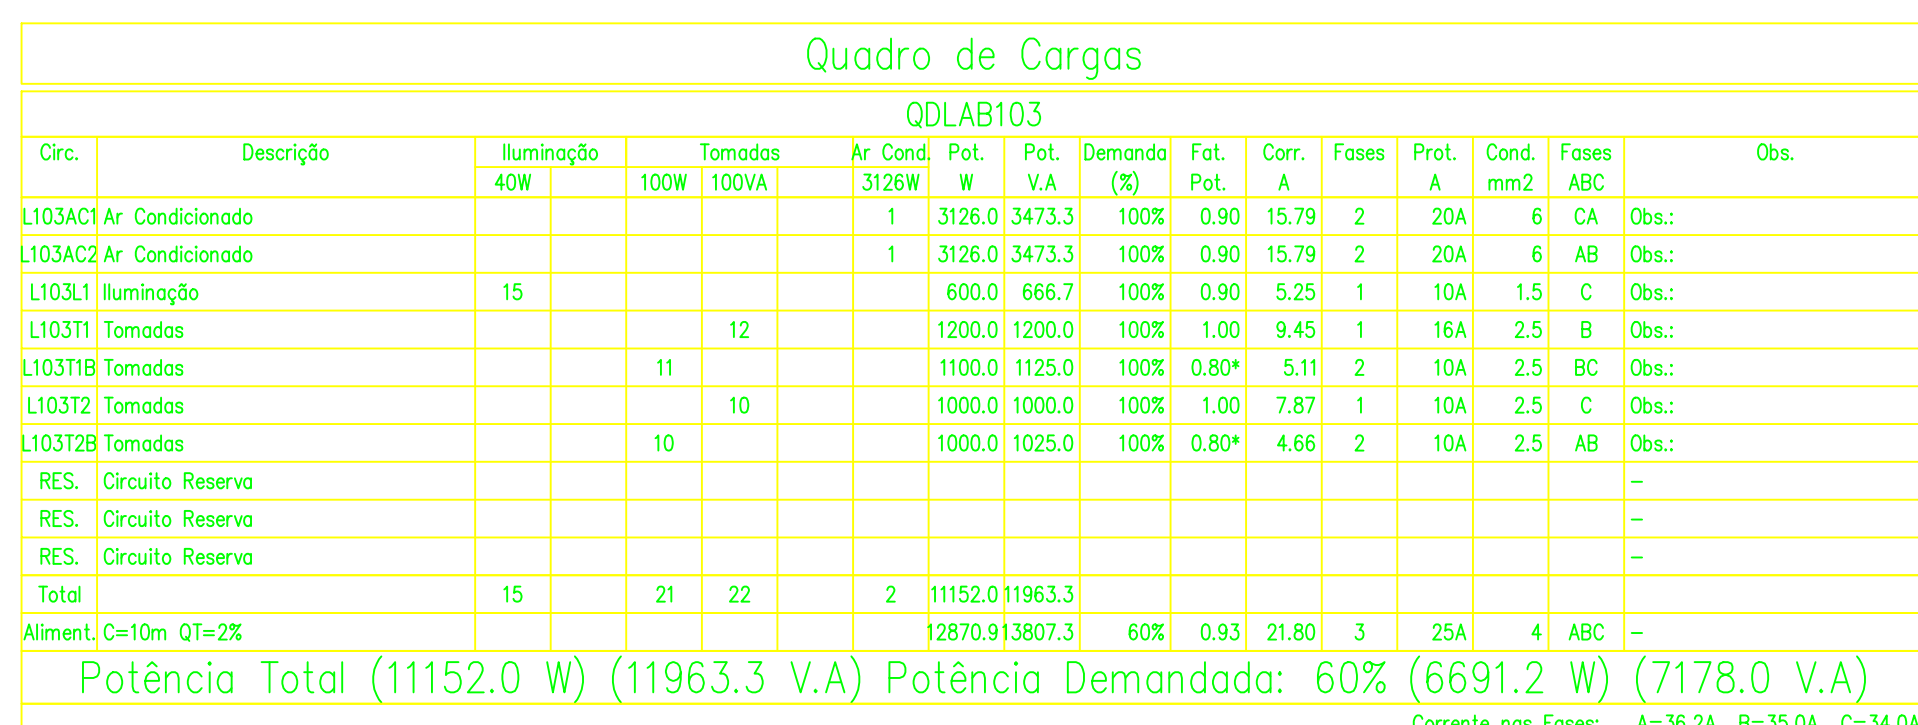 Quadro de Cargas
QDLAB103
Circ. Descrição Iluminação Tomadas Ar Cond. Pot. Pot. Demanda Fat. Corr. Fases Prot. Cond. Fases Obs.
40W 100W 100VA 3126W W V.A (%) Pot. A A mm2 ABC
L103AC1 Ar Condicionado 1 3126.0 3473.3 100% 0.90 15.79 2 20A 6 CA Obs.:
L103AC2 Ar Condicionado 1 3126.0 3473.3 100% 0.90 15.79 2 20A 6 AB Obs.:
L103L1 Iluminação 15 600.0 666.7 100% 0.90 5.25 1 10A 1.5 C Obs.:
L103T1 Tomadas 12 1200.0 1200.0 100% 1.00 9.45 1 16A 2.5 B Obs.:
L103T1B Tomadas 11 1100.0 1125.0 100% 0.80* 5.11 2 10A 2.5 BC Obs.:
L103T2 Tomadas 10 1000.0 1000.0 100% 1.00 7.87 1 10A 2.5 C Obs.:
L103T2B Tomadas 10 1000.0 1025.0 100% 0.80* 4.66 2 10A 2.5 AB Obs.:
RES. Circuito Reserva -
RES. Circuito Reserva -
RES. Circuito Reserva -
Total 15 21 22 2 11152.0 11963.3
Aliment. C=10m QT=2% 12870.9 13807.3 60% 0.93 21.80 3 25A 4 ABC -
Potência Total (11152.0 W) (11963.3 V.A) Potência Demandada: 60% (6691.2 W) (7178.0 V.A)
Corrente nas Fases: A=36.2A B=35.0A C=34.0A